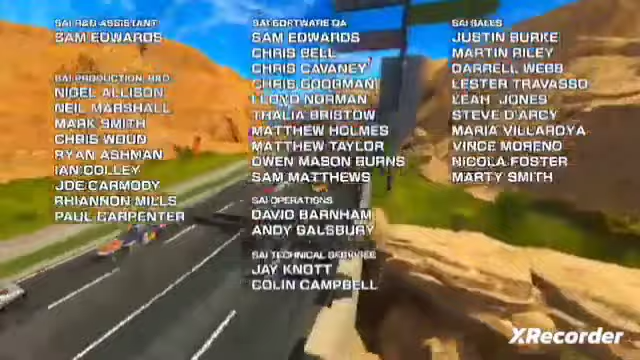 SAI R&D ASSISTANT
SAM EDWARDS
SAI PRODUCTION R&D
NIGEL ALLISON
NEIL MARSHALL
MARK SMITH
CHRIS WOUD
RYAN ASHMAN
IAN COLLEY
JOE CARMODY
RHIANNON MILLS
PAUL CARPENTER
SAI SOFTWARE QA
SAM EDWARDS
CHRIS BELL
CHRIS CAVANEY
CHRIS GOORMAN
LLOYD NORMAN
THALIA BRISTOW
MATTHEW HOLMES
MATTHEW TAYLOR
OWEN MASON BURNS
SAM MATTHEWS
SAI OPERATIONS
DAVID BARNHAM
ANDY SALSBURY
SAI TECHNICAL SERVICES
JAY KNOTT
COLIN CAMPBELL
SAI SALES
JUSTIN BURKE
MARTIN RILEY
DARRELL WEBB
LESTER TRAVASSO
LEAH JONES
STEVE D'ARCY
MARIA VILLAROYA
VINCE MORENO
NICOLA FOSTER
MARTY SMITH
XRecorder